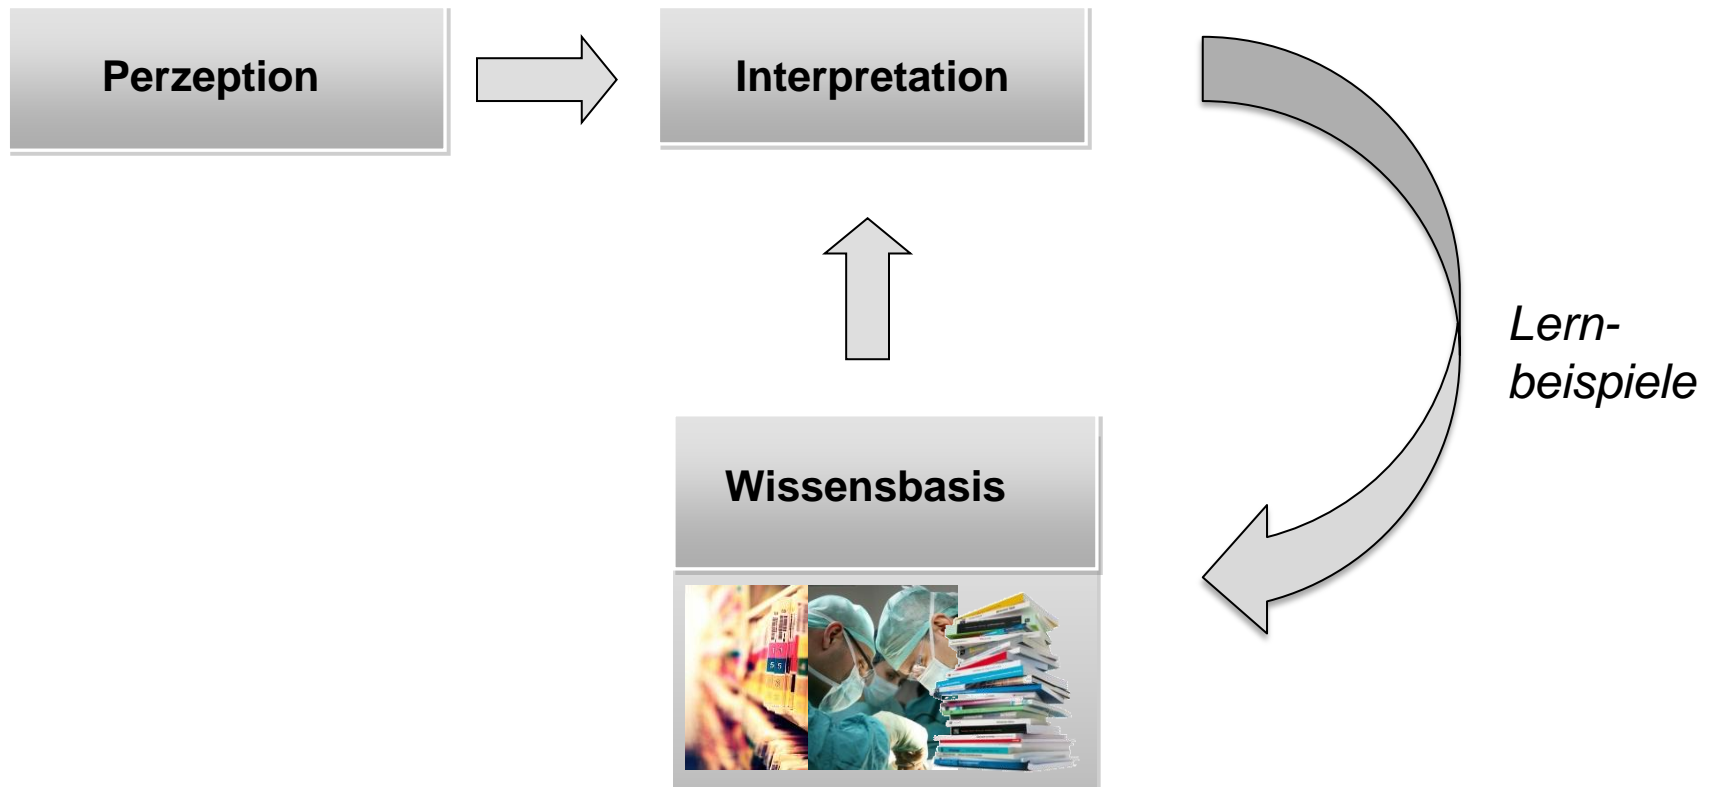 Perzeption
Interpretation
Lern-
beispiele
Wissensbasis